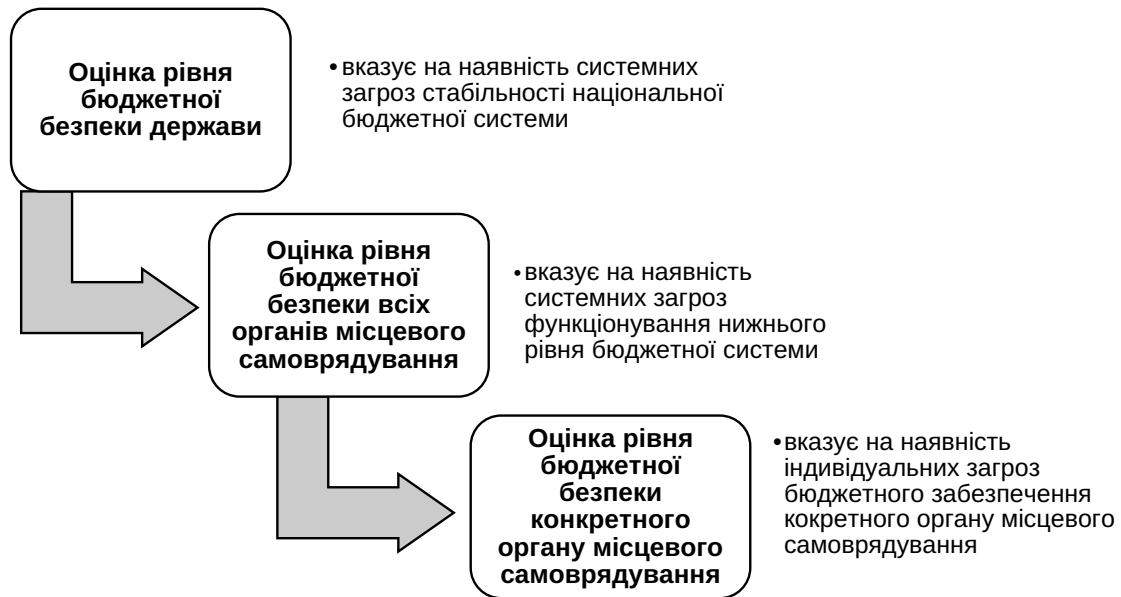 Оцінка рівня
бюджетної
безпеки держави
•вказує на наявність системних
загроз стабільності національної
бюджетної системи
Оцінка рівня
бюджетної
безпеки всіх
органів місцевого
самоврядування
•вказує на наявність
системних загроз
функціонування нижнього
рівня бюджетної системи
Оцінка рівня
бюджетної
безпеки
конкретного
органу місцевого
самоврядування
•вказує на наявність
індивідуальних загроз
бюджетного забезпечення
кокретного органу місцевого
самоврядування